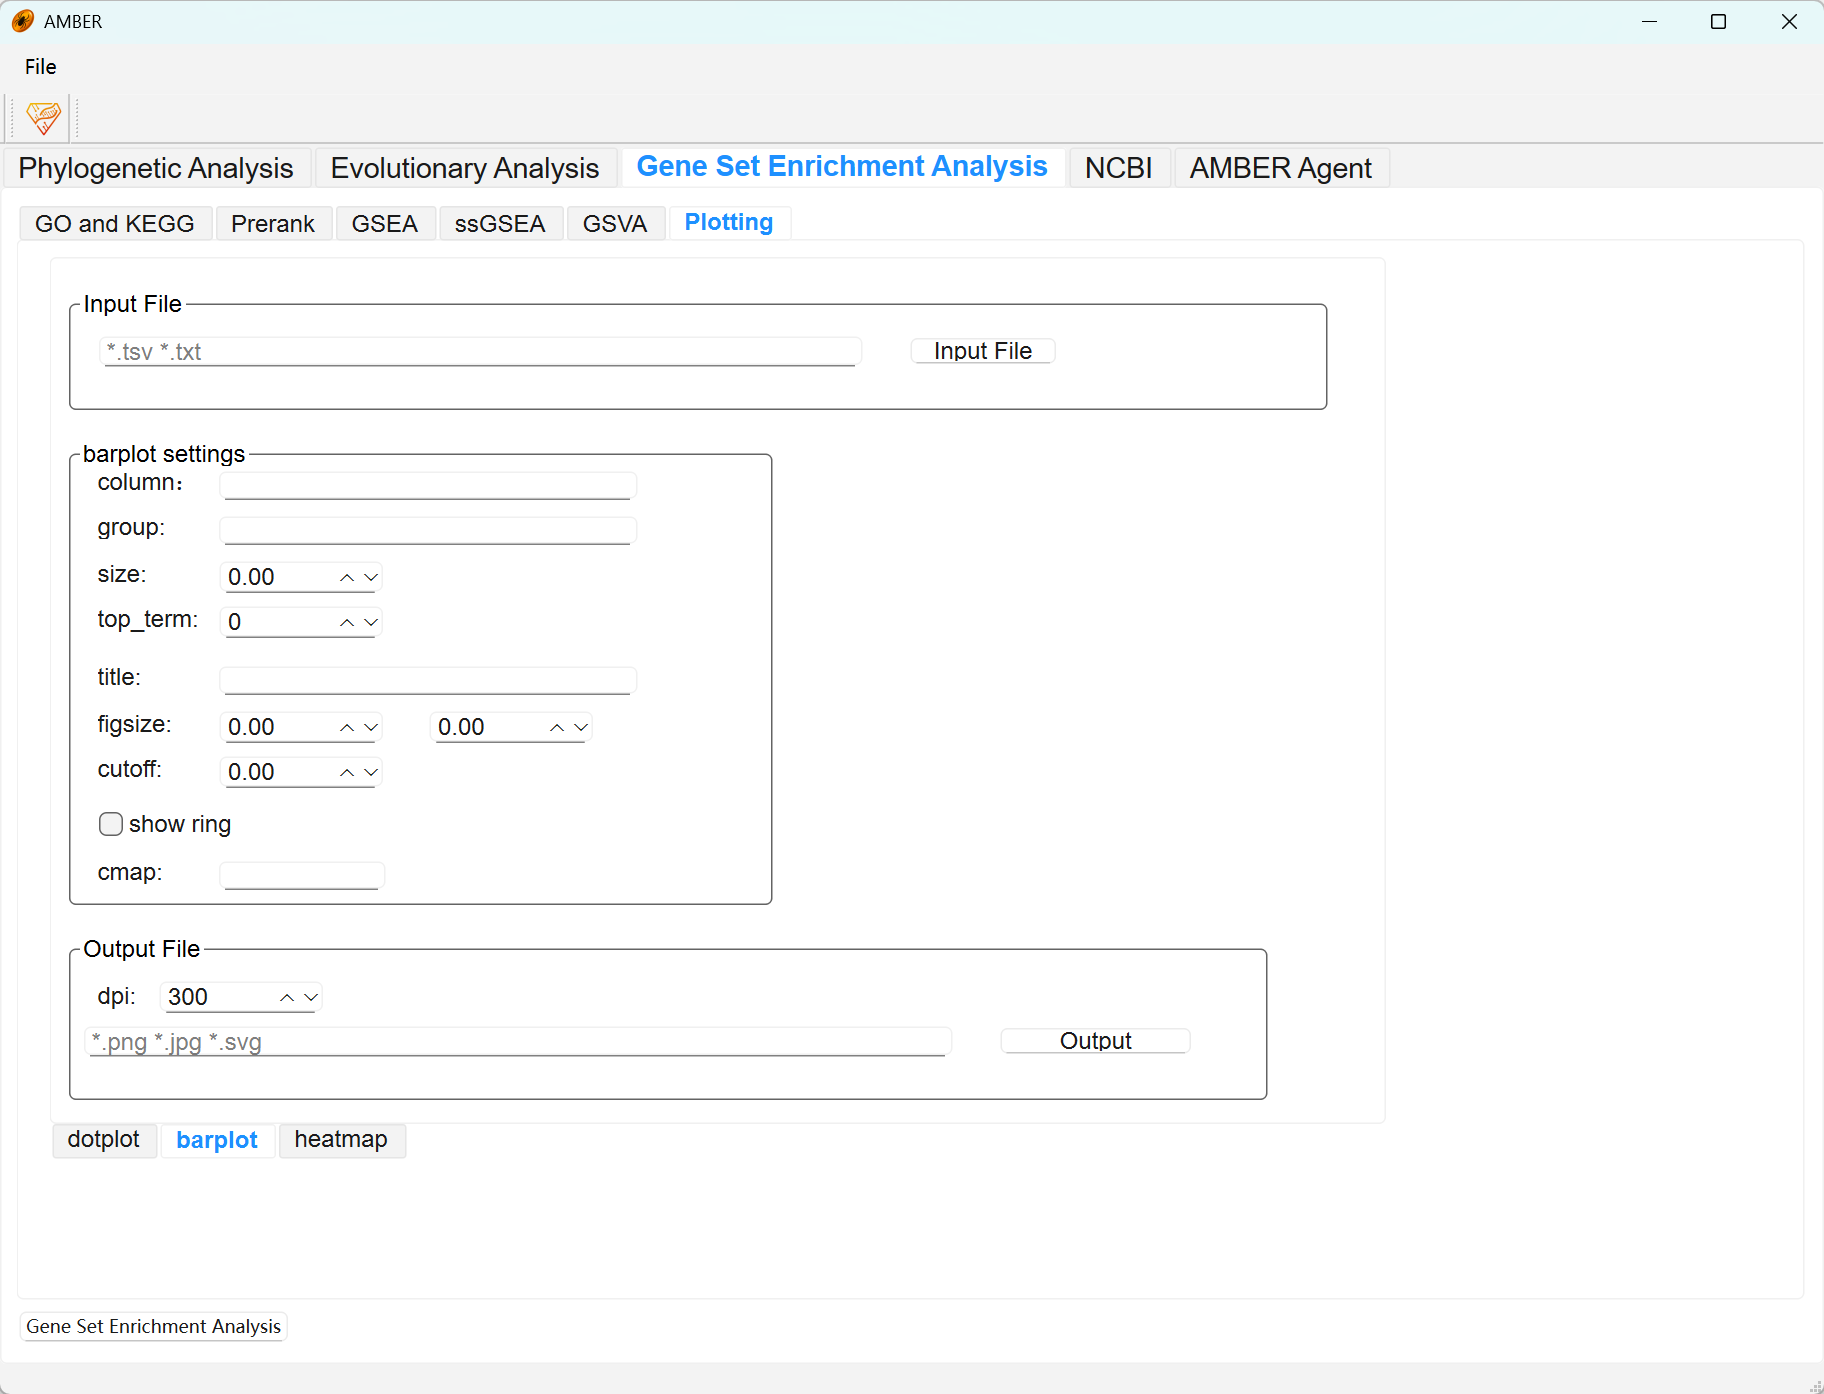 AMBER
File
Phylogenetic Analysis Evolutionary Analysis Gene Set Enrichment Analysis NCBI AMBER Agent
GO and KEGG Prerank GSEA ssGSEA GSVA Plotting
Input File
*.tsv *.txt Input File
barplot settings
column：
group:
size: 0.00
top_term: 0
title:
figsize: 0.00 0.00
cutoff: 0.00
show ring
cmap:
Output File
dpi: 300
*.png *.jpg *.svg Output
dotplot barplot heatmap
Gene Set Enrichment Analysis